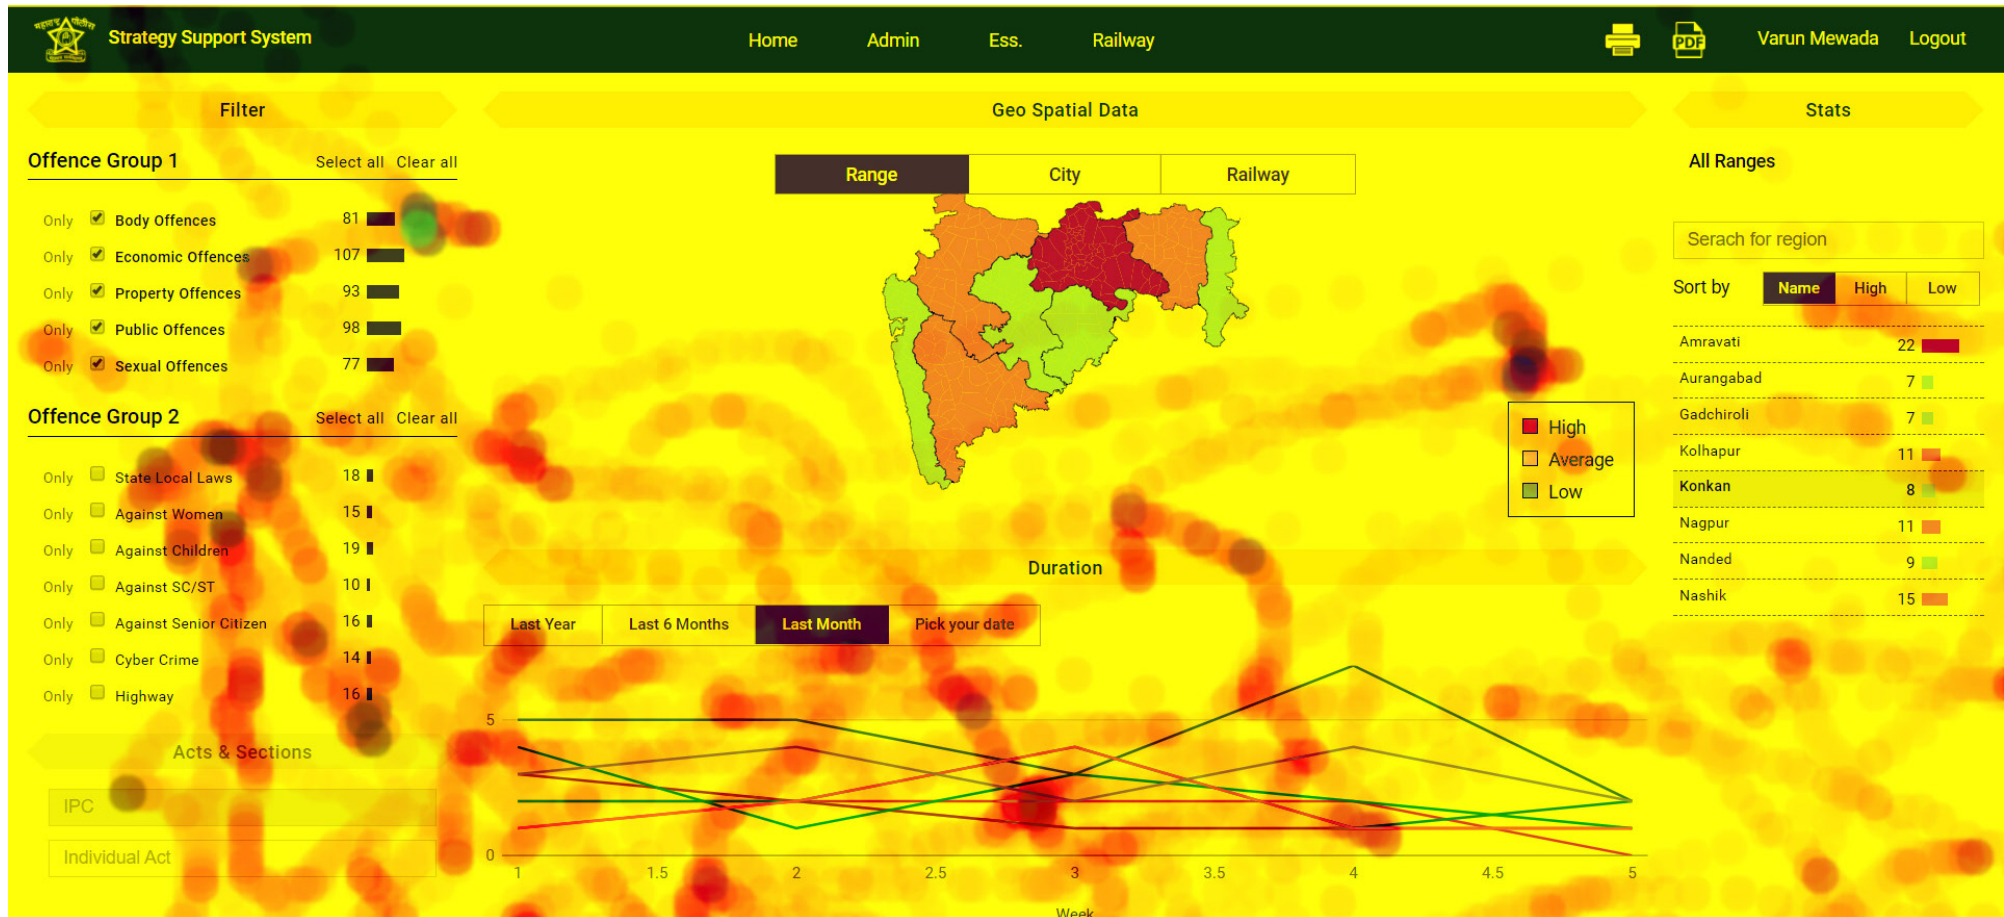 महाराष्ट्र पोलीस
Strategy Support System
Home Admin Ess. Railway
PDF
Varun Mewada Logout
Filter
Geo Spatial Data
Stats
Offence Group 1 Select all Clear all
Only Body Offences 81
Only Economic Offences 107
Only Property Offences 93
Only Public Offences 98
Only Sexual Offences 77
Offence Group 2 Select all Clear all
Only State Local Laws 18
Only Against Women 15
Only Against Children 19
Only Against SC/ST 10
Only Against Senior Citizen 16
Only Cyber Crime 14
Only Highway 16
Acts & Sections
IPC
Individual Act
Range City Railway
High
Average
Low
Duration
Last Year Last 6 Months Last Month Pick your date
5
0
1 1.5 2 2.5 3 3.5 4 4.5 5
Week
All Ranges
Serach for region
Sort by Name High Low
Amravati 22
Aurangabad 7
Gadchiroli 7
Kolhapur 11
Konkan 8
Nagpur 11
Nanded 9
Nashik 15